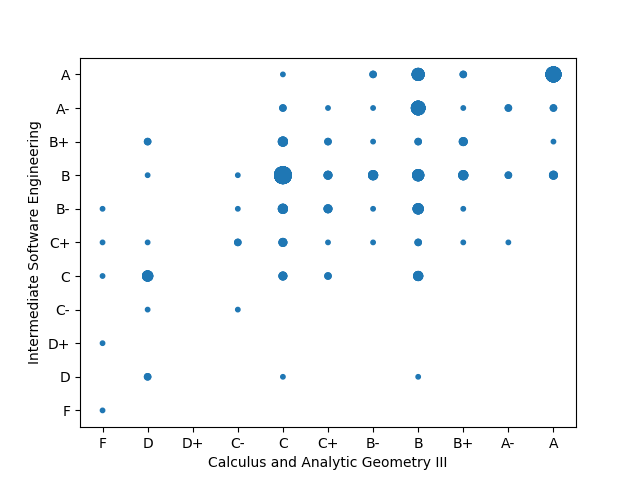 A
A-
B+
B
B-
C+
C
C-
D+
D
F
Intermediate Software Engineering
F D D+ C- C C+ B- B B+ A- A
Calculus and Analytic Geometry III